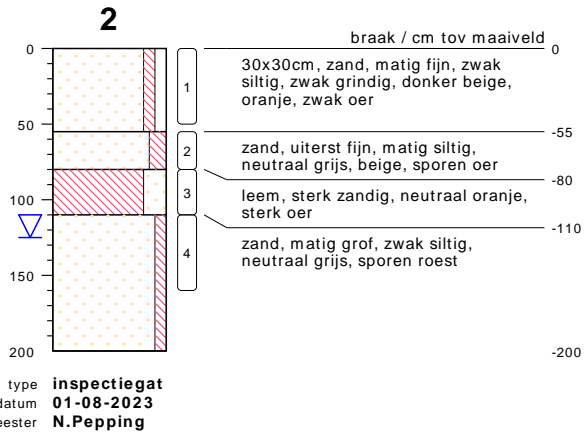 2
braak / cm tov maaiveld
0
0
30x30cm, zand, matig fijn, zwak
siltig, zwak grindig, donker beige,
oranje, zwak oer
1
50
-55
2
zand, uiterst fijn, matig siltig,
neutraal grijs, beige, sporen oer
-80
3
leem, sterk zandig, neutraal oranje,
sterk oer
100
-110
4
zand, matig grof, zwak siltig,
neutraal grijs, sporen roest
150
200
-200
type inspectiegat
datum 01-08-2023
eester N.Pepping